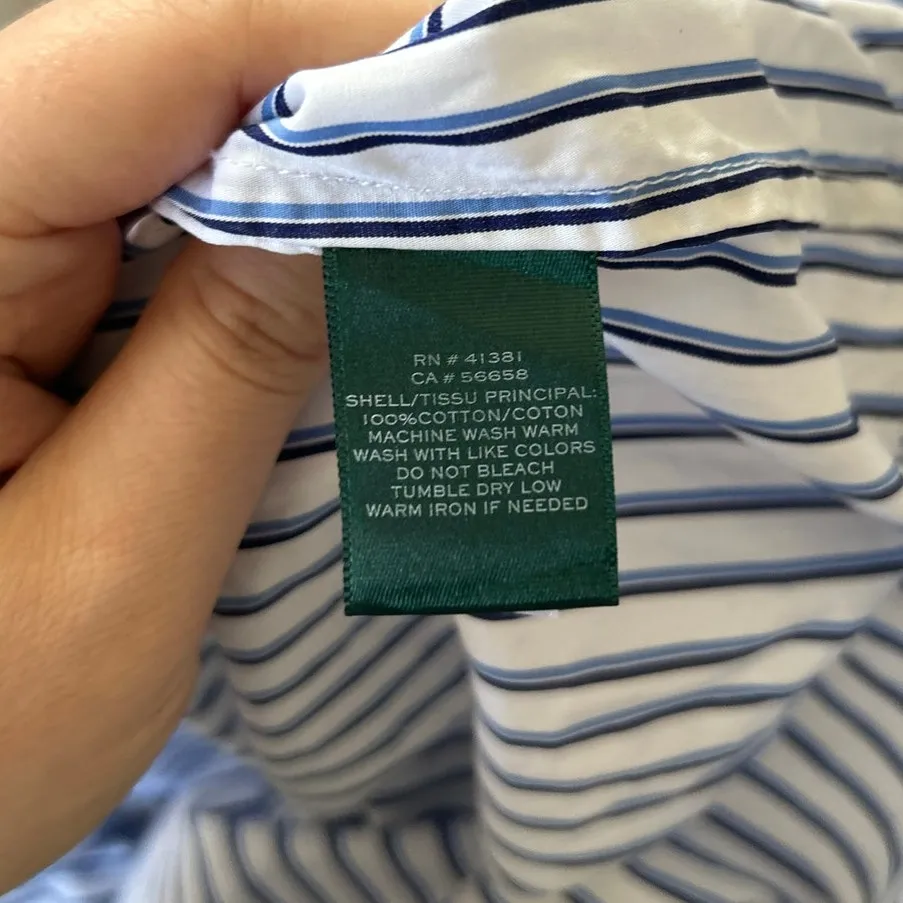 RN # 41381
CA # 56658
SHELL/TISSU PRINCIPAL:
100%COTTON/COTON
MACHINE WASH WARM
WASH WITH LIKE COLORS
DO NOT BLEACH
TUMBLE DRY LOW
WARM IRON IF NEEDED